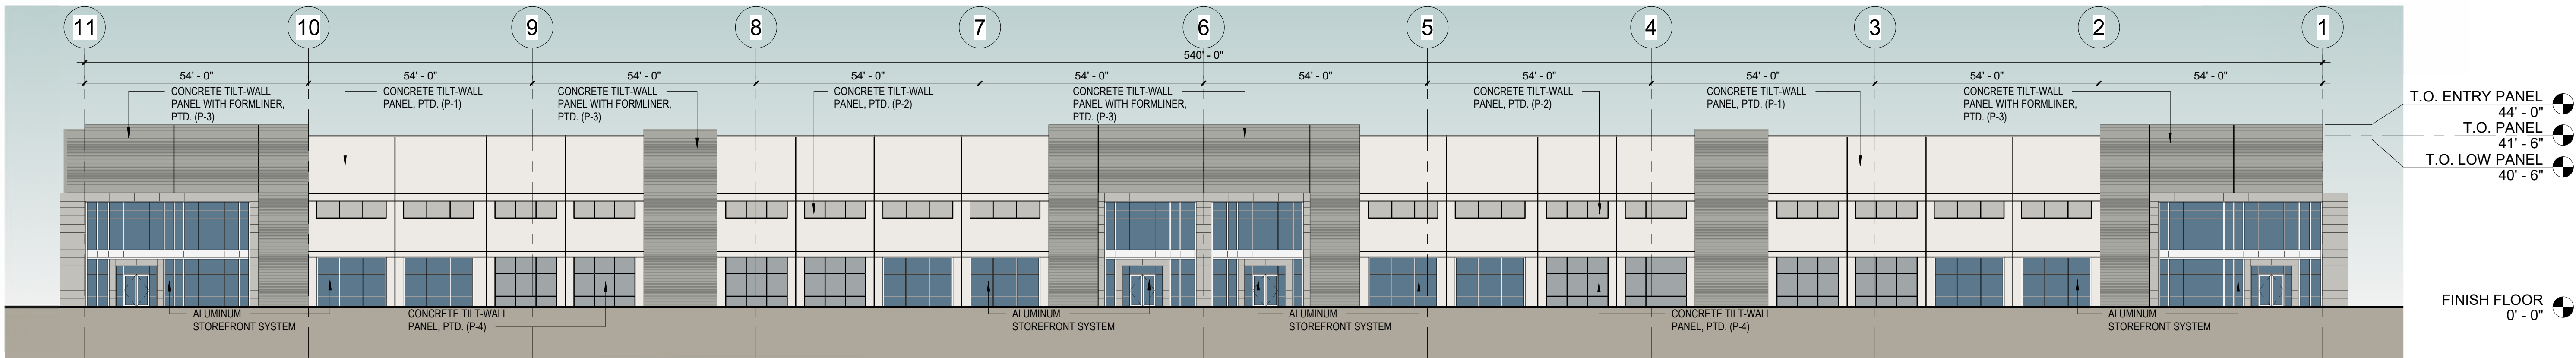 11 10 9 8 7 6 5 4 3 2 1
540' - 0"
54' - 0" 54' - 0" 54' - 0" 54' - 0" 54' - 0" 54' - 0" 54' - 0" 54' - 0" 54' - 0" 54' - 0"
CONCRETE TILT-WALL
PANEL WITH FORMLINER,
PTD. (P-3)
CONCRETE TILT-WALL
PANEL, PTD. (P-1)
CONCRETE TILT-WALL
PANEL WITH FORMLINER,
PTD. (P-3)
CONCRETE TILT-WALL
PANEL, PTD. (P-2)
CONCRETE TILT-WALL
PANEL WITH FORMLINER,
PTD. (P-3)
CONCRETE TILT-WALL
PANEL, PTD. (P-2)
CONCRETE TILT-WALL
PANEL, PTD. (P-1)
CONCRETE TILT-WALL
PANEL WITH FORMLINER,
PTD. (P-3)
T.O. ENTRY PANEL
44' - 0"
T.O. PANEL
41' - 6"
T.O. LOW PANEL
40' - 6"
FINISH FLOOR
0' - 0"
ALUMINUM
STOREFRONT SYSTEM
CONCRETE TILT-WALL
PANEL, PTD. (P-4)
ALUMINUM
STOREFRONT SYSTEM
ALUMINUM
STOREFRONT SYSTEM
CONCRETE TILT-WALL
PANEL, PTD. (P-4)
ALUMINUM
STOREFRONT SYSTEM